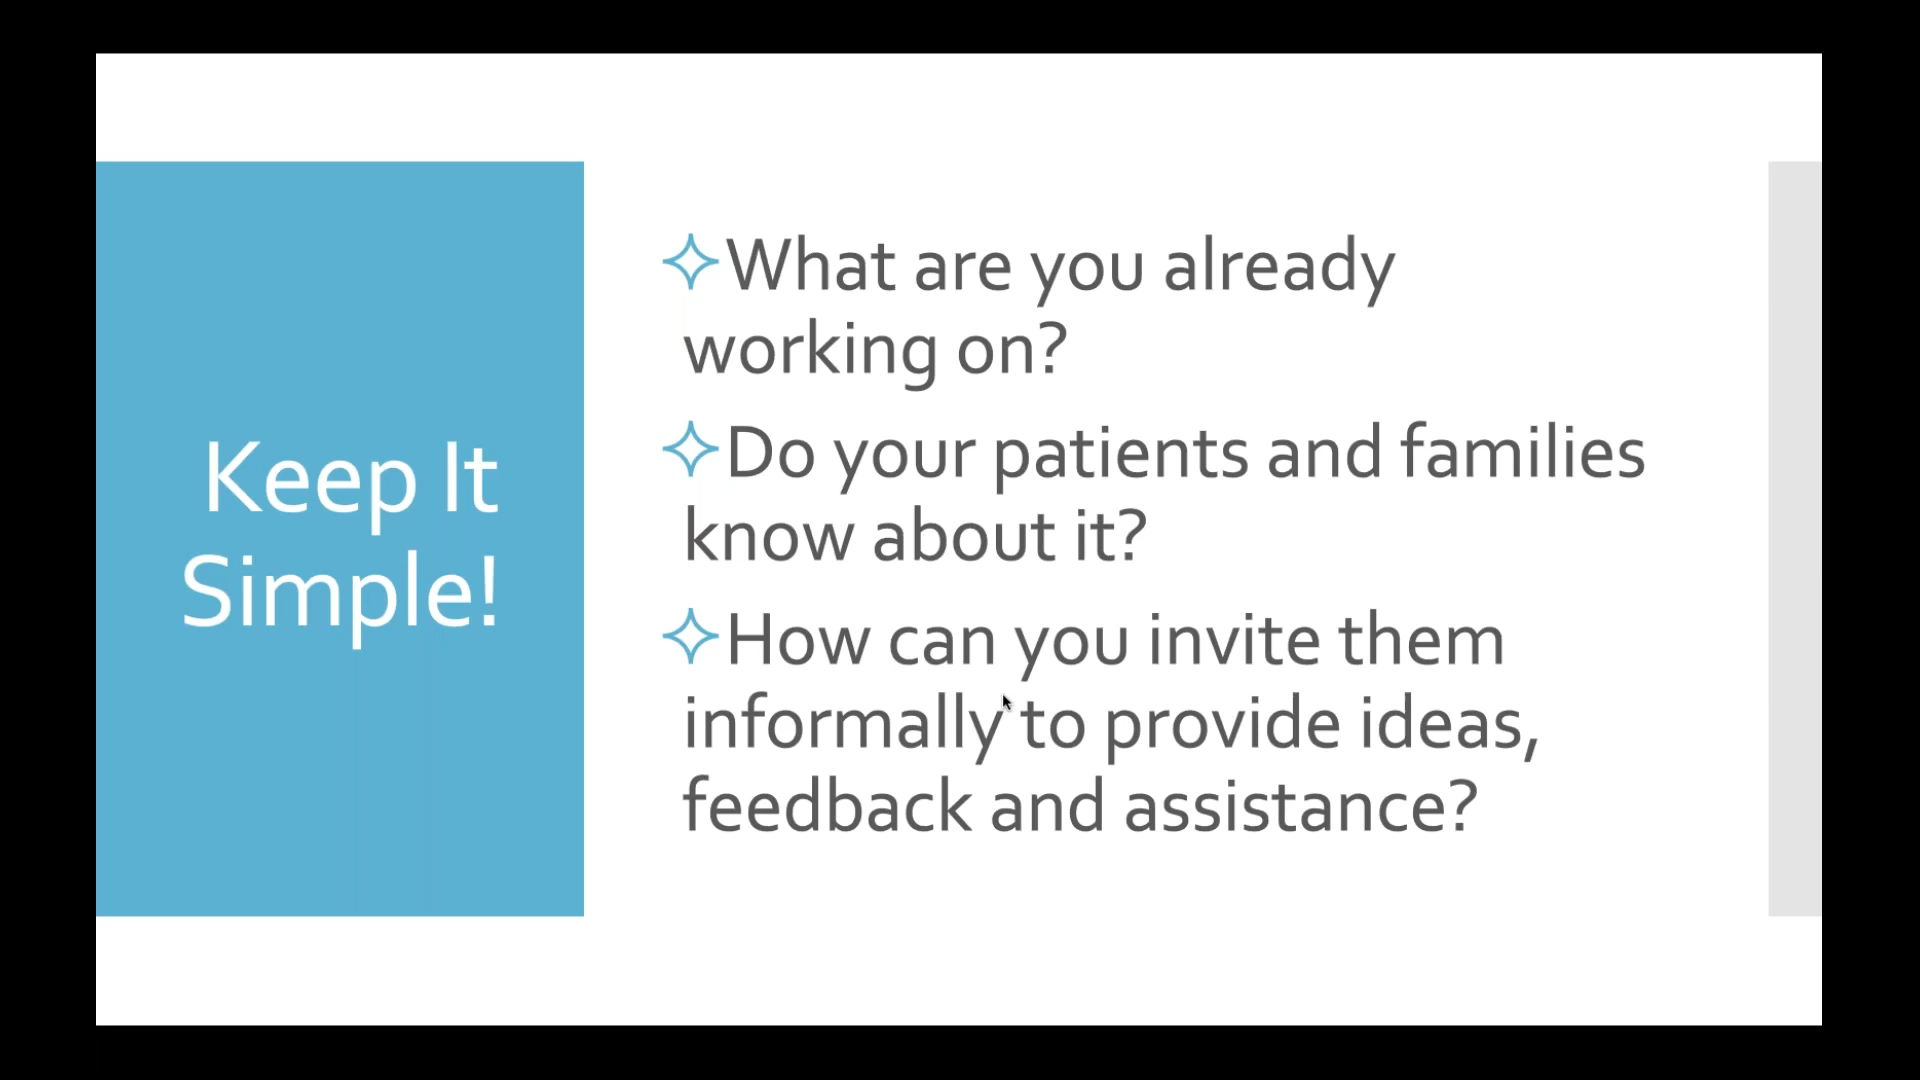 Keep It
Simple!
What are you already
working on?
Do your patients and families
know about it?
How can you invite them
informally to provide ideas,
feedback and assistance?